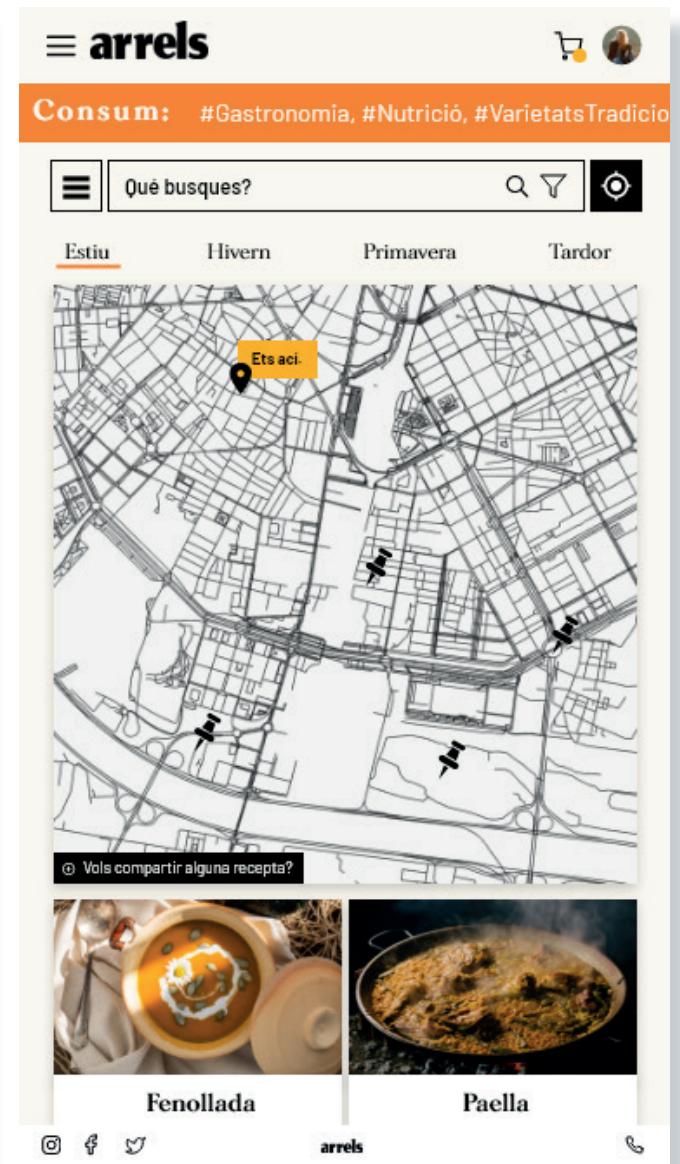 arrels
Consum: #Gastronomia, #Nutrició, #VarietatsTradicio
Qué busques?
Estiu Hivern Primavera Tardor
Ets ací.
Vols compartir alguna recepta?
Fenollada Paella
arrels